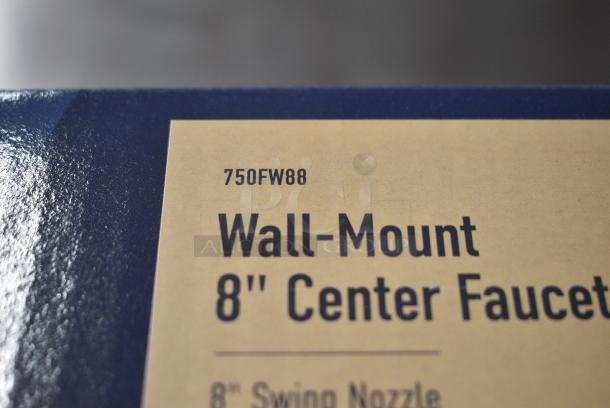 750FW88
Wall-Mount
8" Center Faucet
8" Swing Nozzle